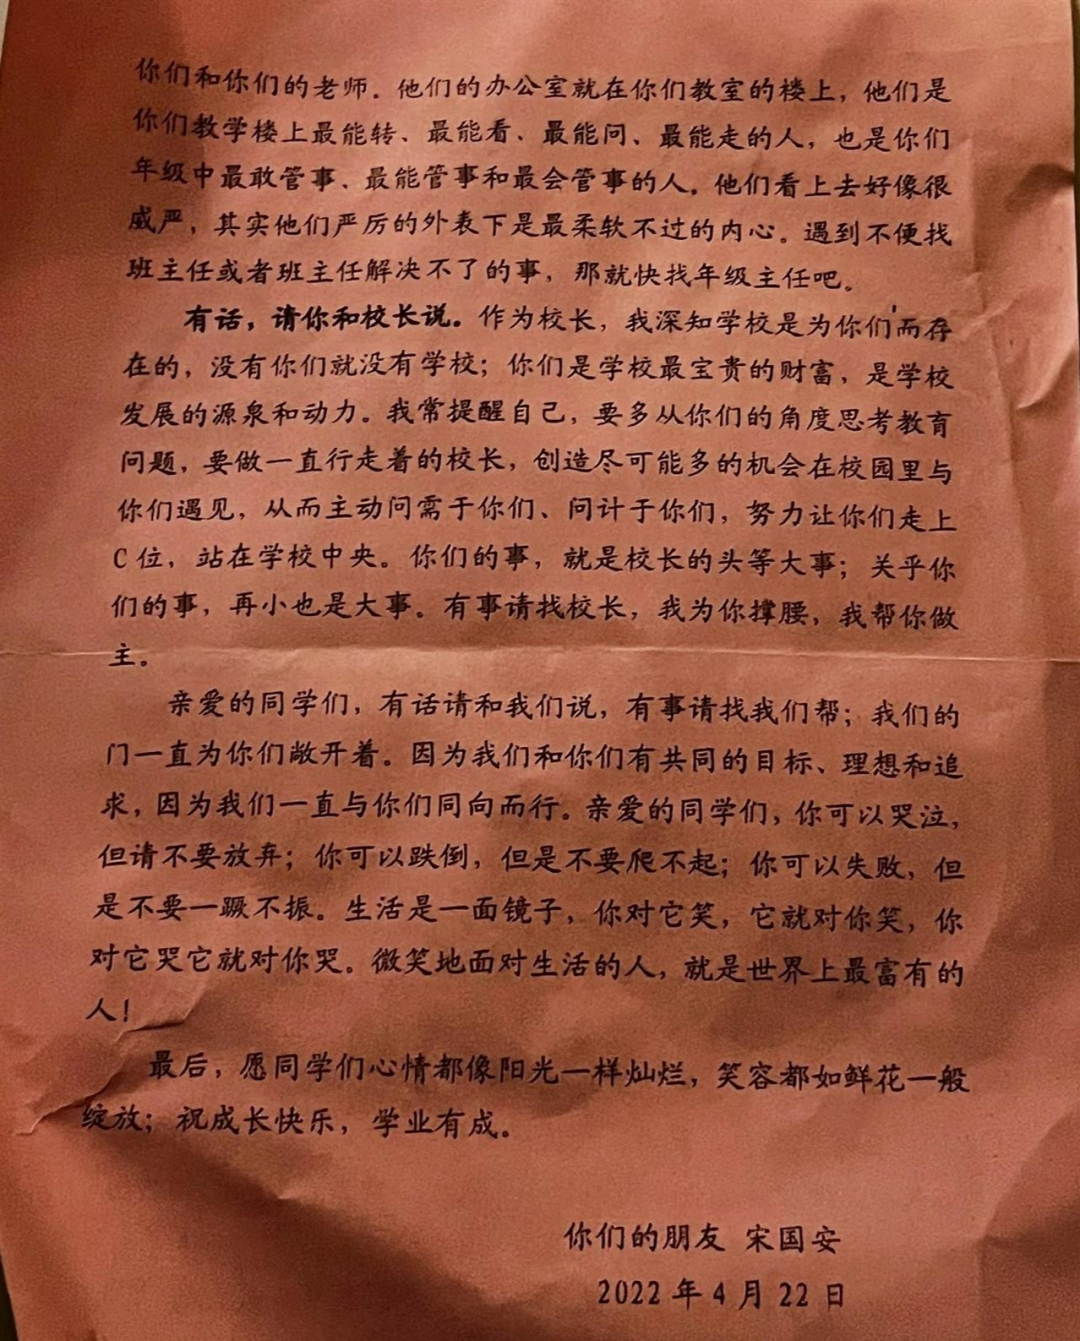 你们和你们的老师。他们的办公室就在你们教室的楼上，他们是
你们教学楼上最能转、最能看、最能问、最能走的人，也是你们
年级中最敢管事、最能管事和最会管事的人。他们看上去好像很
威严，其实他们严厉的外表下是最柔软不过的内心。遇到不便找
班主任或者班主任解决不了的事，那就快找年级主任吧。
有话，请你和校长说。作为校长，我深知学校是为你们而存
在的，没有你们就没有学校；你们是学校最宝贵的财富，是学校
发展的源泉和动力。我常提醒自己，要多从你们的角度思考教育
问题，要做一直行走着的校长，创造尽可能多的机会在校园里与
你们遇见，从而主动问需于你们、问计于你们，努力让你们走上
C位，站在学校中央。你们的事，就是校长的头等大事；关乎你
们的事，再小也是大事。有事请找校长，我为你撑腰，我帮你做
主。
亲爱的同学们，有话请和我们说，有事请找我们帮；我们的
门一直为你们敞开着。因为我们和你们有共同的目标、理想和追
求，因为我们一直与你们同向而行。亲爱的同学们，你可以哭泣，
但请不要放弃；你可以跌倒，但是不要爬不起；你可以失败，但
是不要一蹶不振。生活是一面镜子，你对它笑，它就对你笑，你
对它哭它就对你哭。微笑地面对生活的人，就是世界上最富有的
人！
最后，愿同学们心情都像阳光一样灿烂，笑容都如鲜花一般
绽放；祝成长快乐，学业有成。
你们的朋友 宋国安
2022年4月22日